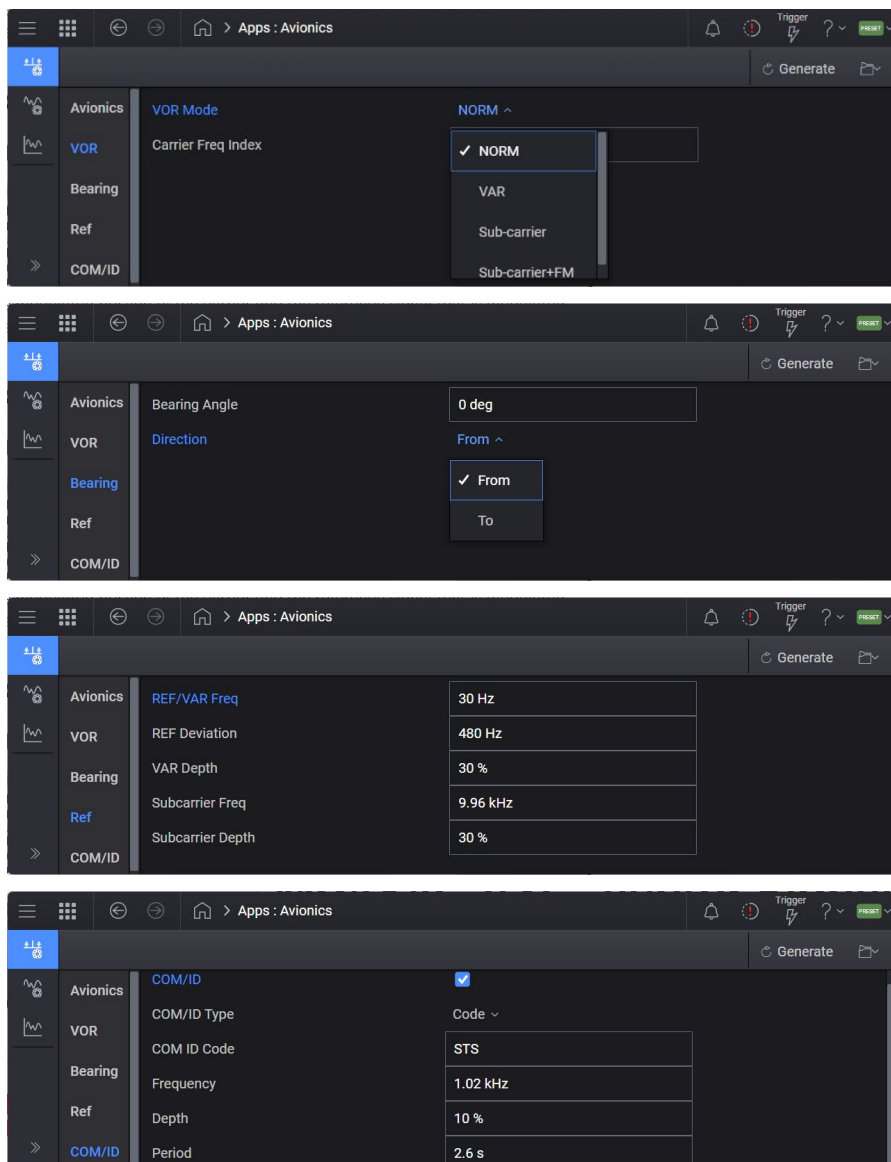 > Apps : Avionics Trigger ? PRESET
Generate
Avionics VOR Mode NORM
VOR Carrier Freq Index ✓ NORM
Bearing VAR
Ref Sub-carrier
COM/ID Sub-carrier+FM
> Apps : Avionics Trigger ? PRESET
Generate
Avionics Bearing Angle 0 deg
VOR Direction From
Bearing ✓ From
Ref To
COM/ID
> Apps : Avionics Trigger ? PRESET
Generate
Avionics REF/VAR Freq 30 Hz
VOR REF Deviation 480 Hz
Bearing VAR Depth 30 %
Ref Subcarrier Freq 9.96 kHz
Subcarrier Depth 30 %
COM/ID
> Apps : Avionics Trigger ? PRESET
Generate
COM/ID
Avionics
COM/ID Type Code
VOR
COM ID Code STS
Bearing
Frequency 1.02 kHz
Ref Depth 10 %
COM/ID Period 2.6 s